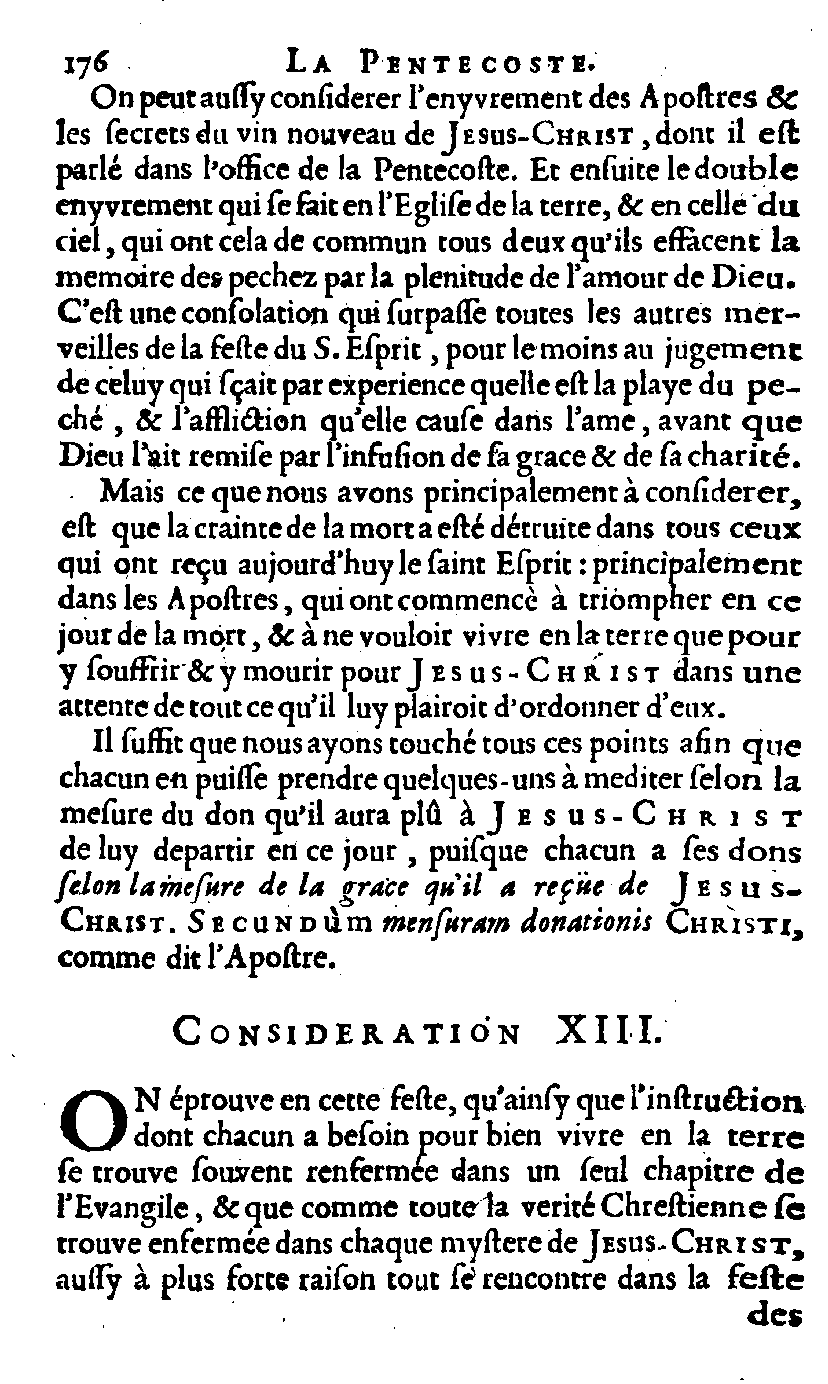 176 LA PENTECOSTE.
On peut auſſy conſiderer l'enyvrement des Apoſtres &
les ſecrets du vin nouveau de JESUS-CHRIST, dont il eſt
parlé dans l'office de la Pentecoſte. Et enſuite le double
enyvrement qui ſe fait en l'Egliſe de la terre, & en celle du
ciel, qui ont cela de commun tous deux qu'ils effacent la
memoire des pechez par la plenitude de l'amour de Dieu.
C'eſt une conſolation qui ſurpaſſe toutes les autres mer-
veilles de la feſte du S. Eſprit, pour le moins au jugement
de celuy qui ſçait par experience quelle eſt la playe du pe-
ché, & l'affliction qu'elle cauſe dans l'ame, avant que
Dieu l'ait remiſe par l'infuſion de ſa grace & de ſa charité.
Mais ce que nous avons principalement à conſiderer,
eſt que la crainte de la mort a eſté détruite dans tous ceux
qui ont reçu aujourd'huy le ſaint Eſprit : principalement
dans les Apoſtres, qui ont commencè à triompher en ce
jour de la mort, & à ne vouloir vivre en la terre que pour
y ſouffrir & y mourir pour JESUS-CHRIST dans une
attente de tout ce qu'il luy plairoit d'ordonner d'eux.
Il ſuffit que nous ayons touché tous ces points afin que
chacun en puiſſe prendre quelques-uns à mediter ſelon la
meſure du don qu'il aura plû à JESUS-CHRIST
de luy departir en ce jour, puiſque chacun a ſes dons
ſelon la meſure de la grace qu'il a reçüe de JESUS-
CHRIST. SECUNDùm menſuram donationis CHRISTI,
comme dit l'Apoſtre.
CONSIDERATION XIII.
ON éprouve en cette feſte, qu'ainſy que l'inſtruction
dont chacun a beſoin pour bien vivre en la terre
ſe trouve ſouvent renfermée dans un ſeul chapitre de
l'Evangile, & que comme toute la verité Chreſtienne ſe
trouve enfermée dans chaque myſtere de JESUS-CHRIST,
auſſy à plus forte raiſon tout ſe rencontre dans la feſte
des